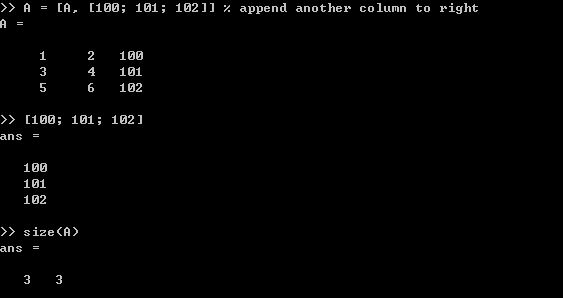 >> A = [A, [100; 101; 102]] % append another column to right
A =
1 2 100
3 4 101
5 6 102
>> [100; 101; 102]
ans =
100
101
102
>> size(A)
ans =
3 3